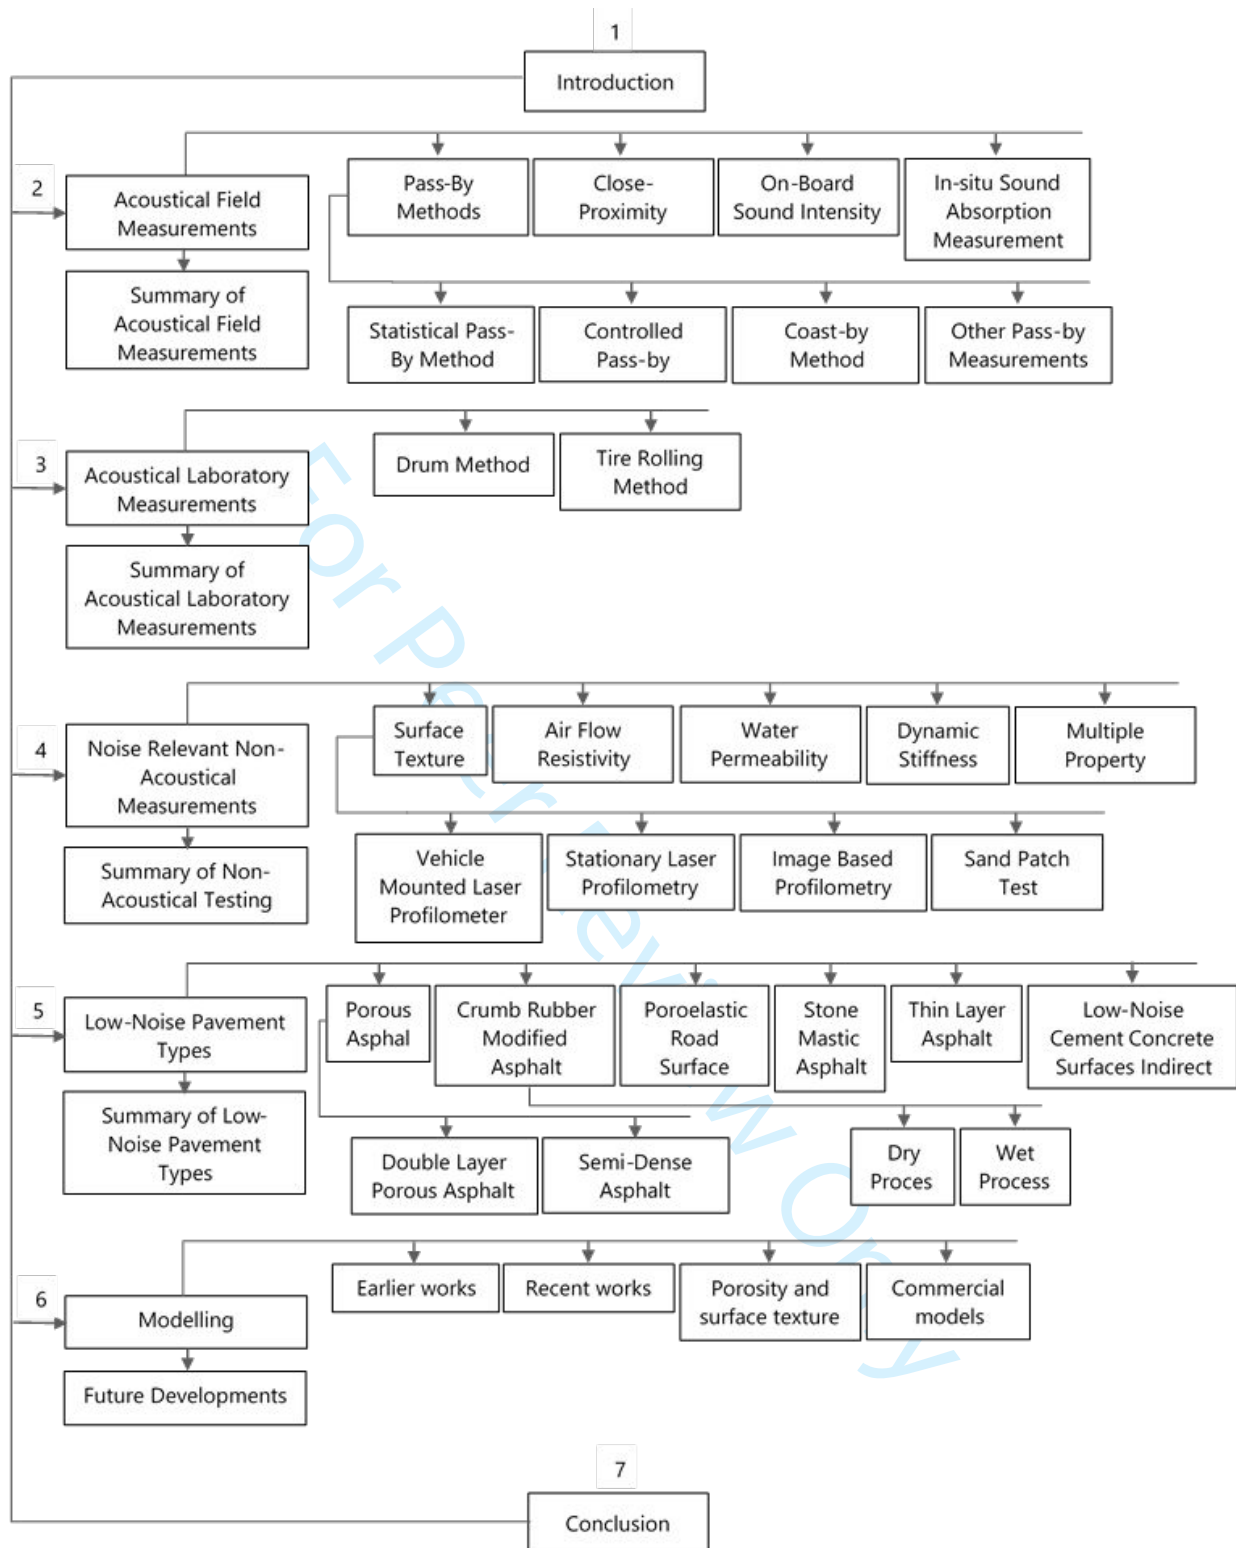 1
Introduction
2
Acoustical Field
Measurements
Summary of
Acoustical Field
Measurements
Pass-By
Methods
Close-
Proximity
On-Board
Sound Intensity
In-situ Sound
Absorption
Measurement
Statistical Pass-
By Method
Controlled
Pass-by
Coast-by
Method
Other Pass-by
Measurements
3
Acoustical Laboratory
Measurements
Summary of
Acoustical Laboratory
Measurements
Drum Method
Tire Rolling
Method
4
Noise Relevant Non-
Acoustical
Measurements
Summary of Non-
Acoustical Testing
Surface
Texture
Air Flow
Resistivity
Water
Permeability
Dynamic
Stiffness
Multiple
Property
Vehicle
Mounted Laser
Profilometer
Stationary Laser
Profilometry
Image Based
Profilometry
Sand Patch
Test
5
Low-Noise Pavement
Types
Summary of Low-
Noise Pavement
Types
Porous
Asphal
Crumb Rubber
Modified
Asphalt
Poroelastic
Road
Surface
Stone
Mastic
Asphalt
Thin Layer
Asphalt
Low-Noise
Cement Concrete
Surfaces Indirect
Double Layer
Porous Asphalt
Semi-Dense
Asphalt
Dry
Proces
Wet
Process
6
Modelling
Future Developments
Earlier works
Recent works
Porosity and
surface texture
Commercial
models
7
Conclusion
For Peer Review Only